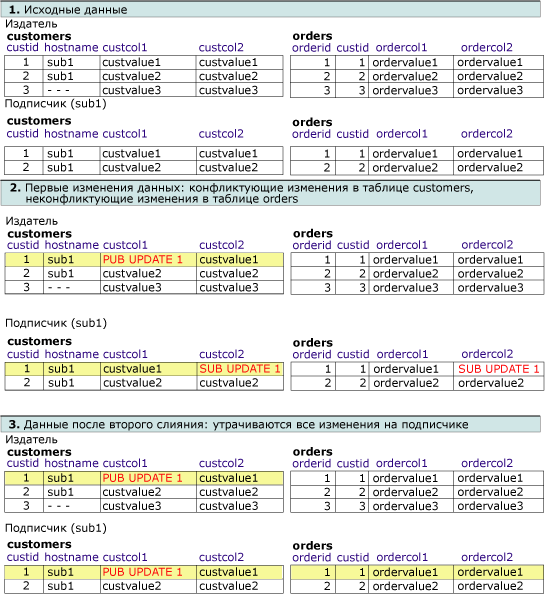 1. Исходные данные
Издатель
customers orders
custid hostname custcol1 custcol2 orderid custid ordercol1 ordercol2
1 sub1 custvalue1 custvalue1 1 1 ordervalue1 ordervalue1
2 sub1 custvalue2 custvalue2 2 2 ordervalue2 ordervalue2
3 - - - custvalue3 custvalue3 3 3 ordervalue3 ordervalue3
Подписчик (sub1)
customers orders
custid hostname custcol1 custcol2 orderid custid ordercol1 ordercol2
1 sub1 custvalue1 custvalue1 1 1 ordervalue1 ordervalue1
2 sub1 custvalue2 custvalue2 2 2 ordervalue2 ordervalue2
2. Первые изменения данных: конфликтующие изменения в таблице customers,
неконфликтующие изменения в таблице orders
Издатель
customers orders
custid hostname custcol1 custcol2 orderid custid ordercol1 ordercol2
1 sub1 PUB UPDATE 1 custvalue1 1 1 ordervalue1 ordervalue1
2 sub1 custvalue2 custvalue2 2 2 ordervalue2 ordervalue2
3 - - - custvalue3 custvalue3 3 3 ordervalue3 ordervalue3
Подписчик (sub1)
customers orders
custid hostname custcol1 custcol2 orderid custid ordercol1 ordercol2
1 sub1 custvalue1 SUB UPDATE 1 1 1 ordervalue1 SUB UPDATE 1
2 sub1 custvalue2 custvalue2 2 2 ordervalue2 ordervalue2
3. Данные после второго слияния: утрачиваются все изменения на подписчике
Издатель
customers orders
custid hostname custcol1 custcol2 orderid custid ordercol1 ordercol2
1 sub1 PUB UPDATE 1 custvalue1 1 1 ordervalue1 ordervalue1
2 sub1 custvalue2 custvalue2 2 2 ordervalue2 ordervalue2
3 - - - custvalue3 custvalue3 3 3 ordervalue3 ordervalue3
Подписчик (sub1)
customers orders
custid hostname custcol1 custcol2 orderid custid ordercol1 ordercol2
1 sub1 PUB UPDATE 1 custvalue1 1 1 ordervalue1 ordervalue1
2 sub1 custvalue2 custvalue2 2 2 ordervalue2 ordervalue2